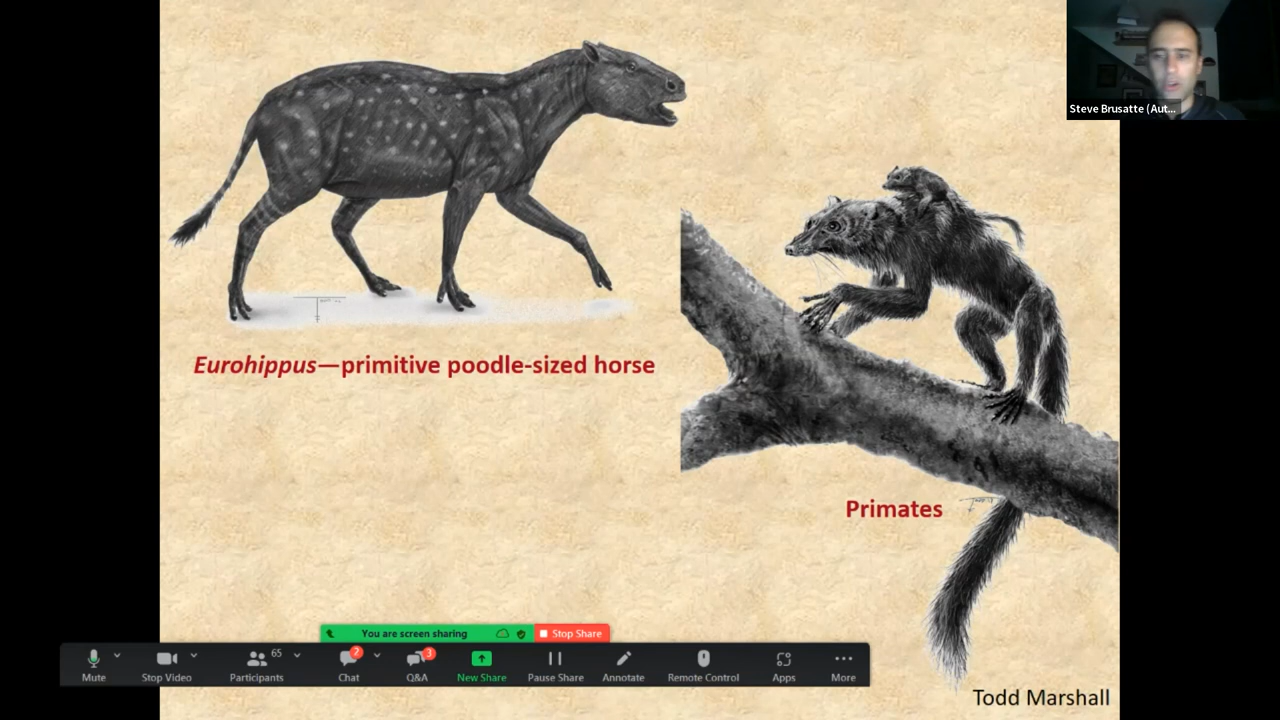 Steve Brusatte (Aut...
Eurohippus—primitive poodle-sized horse
Primates
You are screen sharing
Stop Share
65
2
3
Mute
Stop Video
Participants
Chat
Q&A
New Share
Pause Share
Annotate
Remote Control
Apps
More
Todd Marshall